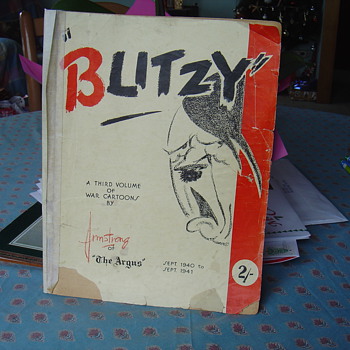 "BLITZY"
A THIRD VOLUME
OF
WAR CARTOONS
BY
Armstrong
OF
"The Argus"
SEPT. 1940 TO
SEPT. 1941
2/-